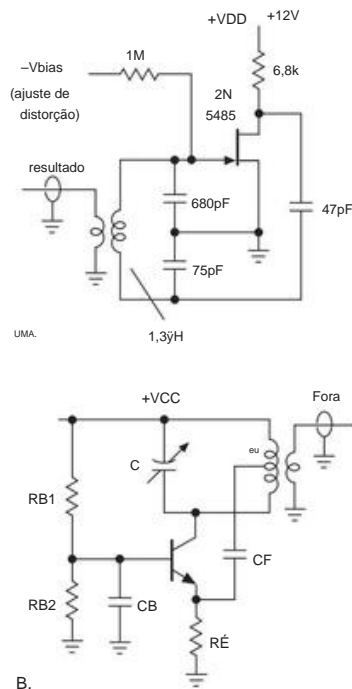 +VDD +12V
1M
–Vbias
(ajuste de
distorção)
6,8k
2N
5485
resultado
680pF
47pF
75pF
UMA.
1,3ÿH
+VCC
Fora
C
eu
RB1
CF
RB2
CB
RÉ
B.